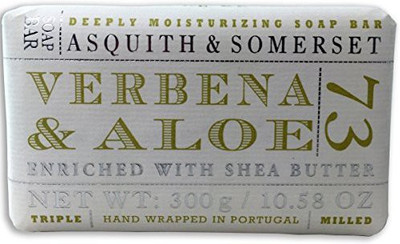 DEEPLY MOISTURIZING SOAP BAR
SOAP BAR
ASQUITH & SOMERSET
VERBENA
& ALOE
73
ENRICHED WITH SHEA BUTTER
NET WT: 300g / 10.58 OZ
TRIPLE HAND WRAPPED IN PORTUGAL MILLED